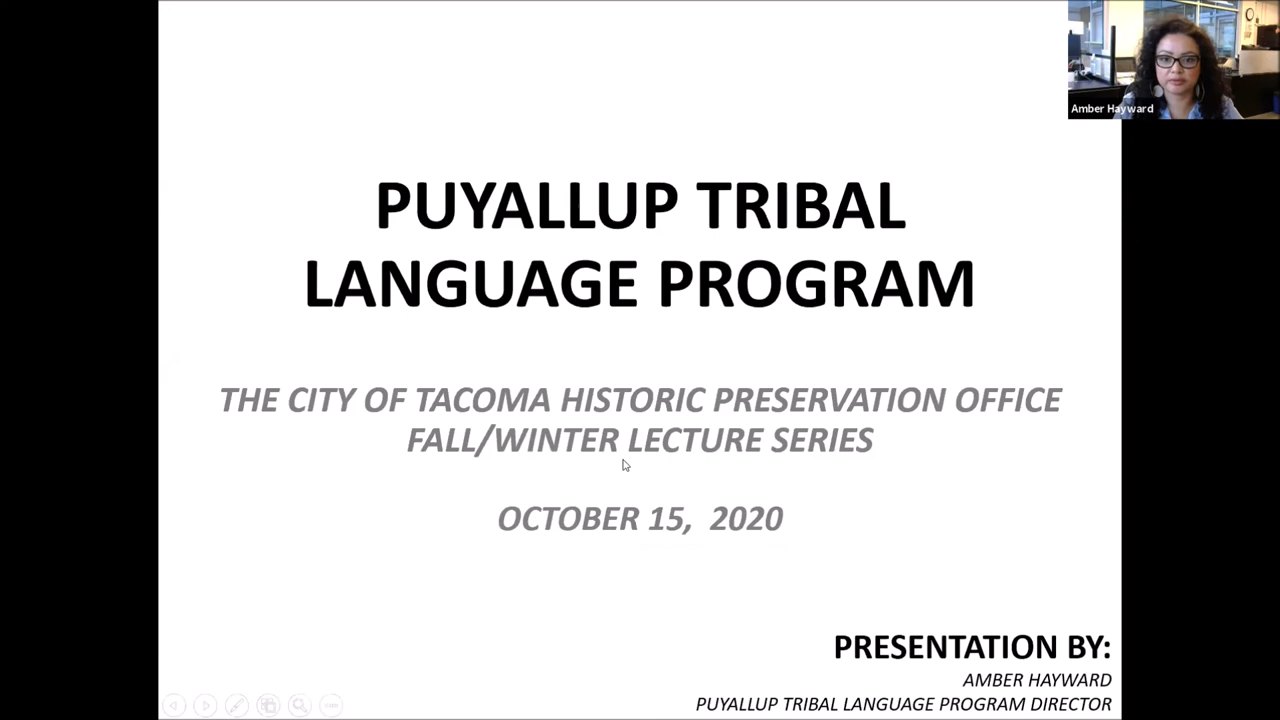 Amber Hayward
PUYALLUP TRIBAL
LANGUAGE PROGRAM
THE CITY OF TACOMA HISTORIC PRESERVATION OFFICE
FALL/WINTER LECTURE SERIES
OCTOBER 15, 2020
PRESENTATION BY:
AMBER HAYWARD
PUYALLUP TRIBAL LANGUAGE PROGRAM DIRECTOR